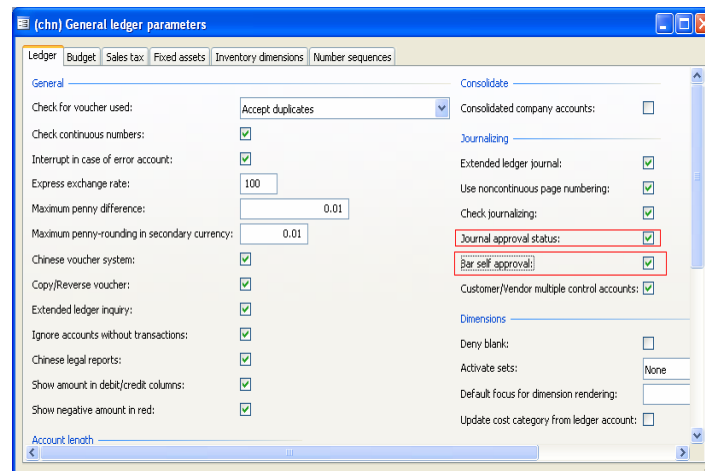 (chn) General ledger parameters
Ledger
Budget
Sales tax
Fixed assets
Inventory dimensions
Number sequences
General
Check for voucher used:
Accept duplicates
Check continuous numbers:
Interrupt in case of error account:
Express exchange rate:
100
Maximum penny difference:
0.01
Maximum penny-rounding in secondary currency:
0.01
Chinese voucher system:
Copy/Reverse voucher:
Extended ledger inquiry:
Ignore accounts without transactions:
Chinese legal reports:
Show amount in debit/credit columns:
Show negative amount in red:
Account length
Consolidate
Consolidated company accounts:
Journalizing
Extended ledger journal:
Use noncontinuous page numbering:
Check journalizing:
Journal approval status:
Bar self approval:
Customer/Vendor multiple control accounts:
Dimensions
Deny blank:
Activate sets:
None
Default focus for dimension rendering:
Update cost category from ledger account: